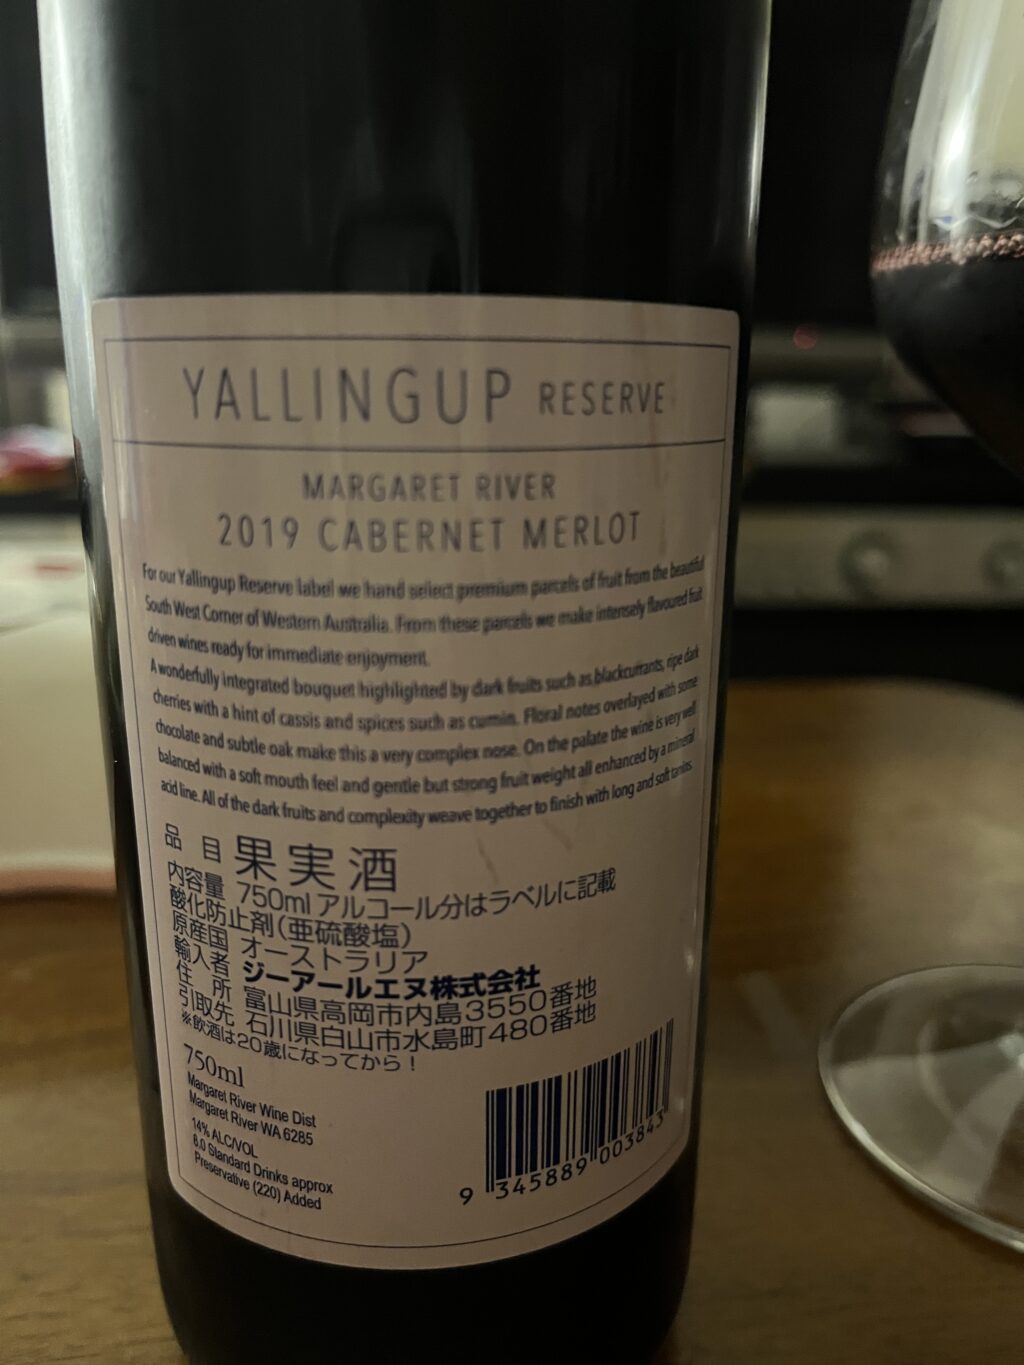 YALLINGUP RESERVE
MARGARET RIVER
2019 CABERNET MERLOT
For our Yallingup Reserve label we hand select premium parcels of fruit from the beautiful
South West Corner of Western Australia. From these parcels we make intensely flavoured fruit
driven wines ready for immediate enjoyment.
A wonderfully integrated bouquet highlighted by dark fruits such as blackcurrants, ripe dark
cherries with a hint of cassis and spices such as cumin. Floral notes overlayed with some
chocolate and subtle oak make this a very complex nose. On the palate the wine is very well
balanced with a soft mouth feel and gentle but strong fruit weight all enhanced by a mineral
acid line. All of the dark fruits and complexity weave together to finish with long and soft tannins.
品 目 果実酒
内容量 750ml アルコール分はラベルに記載
酸化防止剤(亜硫酸塩)
原産国 オーストラリア
輸入者 ジーアールエヌ株式会社
住 所 富山県高岡市内島3550番地
引取先 石川県白山市水島町480番地
※飲酒は20歳になってから!
750ml
Margaret River Wine Dist
Margaret River WA 6285
14% ALC/VOL
8.0 Standard Drinks approx
Preservative (220) Added
9 345889 003843